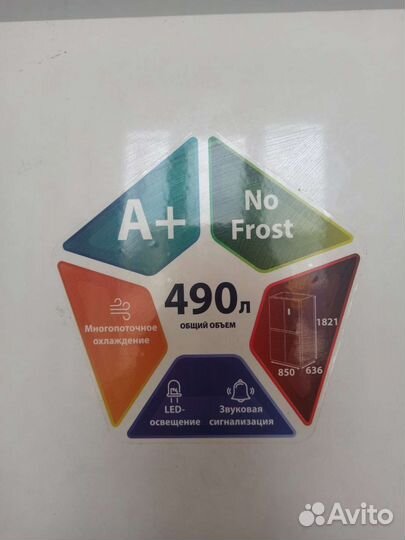 A+
No
Frost
490л
ОБЩИЙ ОБЪЕМ
Многопоточное
охлаждение
1821
850
636
LED-
освещение
Звуковая
сигнализация
Avito